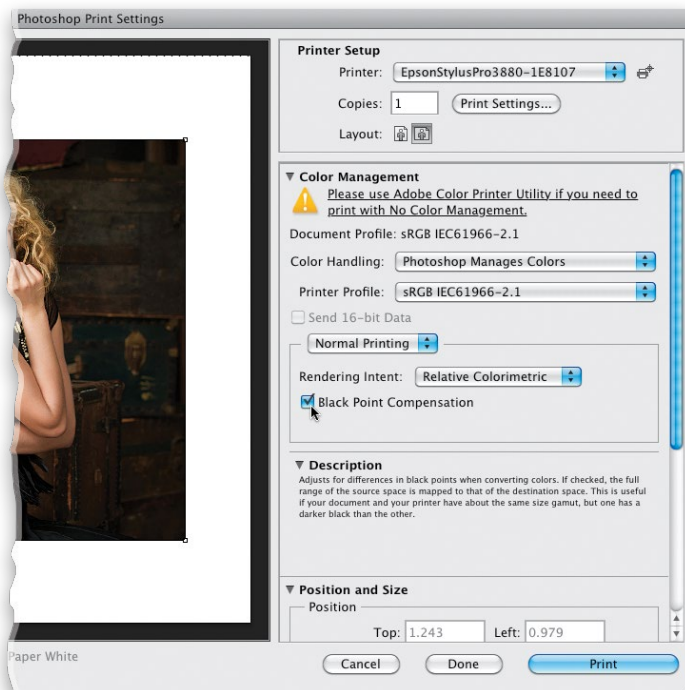 Photoshop Print Settings
Printer Setup
Printer: EpsonStylusPro3880-1E8107
Copies: 1 Print Settings...
Layout:
Color Management
Please use Adobe Color Printer Utility if you need to
print with No Color Management.
Document Profile: sRGB IEC61966-2.1
Color Handling: Photoshop Manages Colors
Printer Profile: sRGB IEC61966-2.1
Send 16-bit Data
Normal Printing
Rendering Intent: Relative Colorimetric
Black Point Compensation
Description
Adjusts for differences in black points when converting colors. If checked, the full
range of the source space is mapped to that of the destination space. This is useful
if your document and your printer have about the same size gamut, but one has a
darker black than the other.
Position and Size
Position
Top: 1.243 Left: 0.979
Paper White
Cancel Done Print